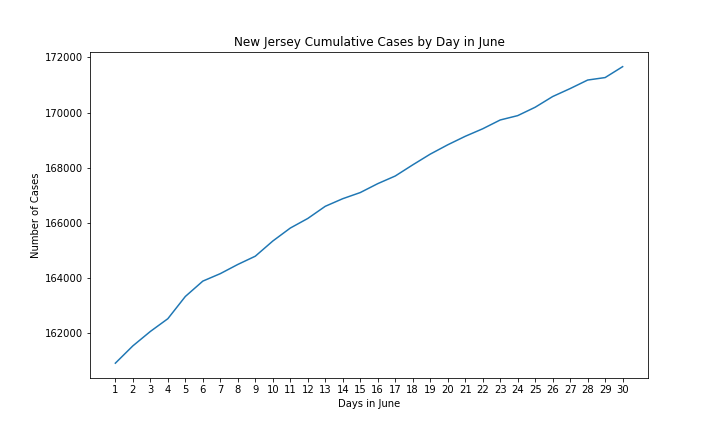 New Jersey Cumulative Cases by Day in June
172000
170000
168000
166000
164000
162000
Number of Cases
1 2 3 4 5 6 7 8 9 10 11 12 13 14 15 16 17 18 19 20 21 22 23 24 25 26 27 28 29 30
Days in June